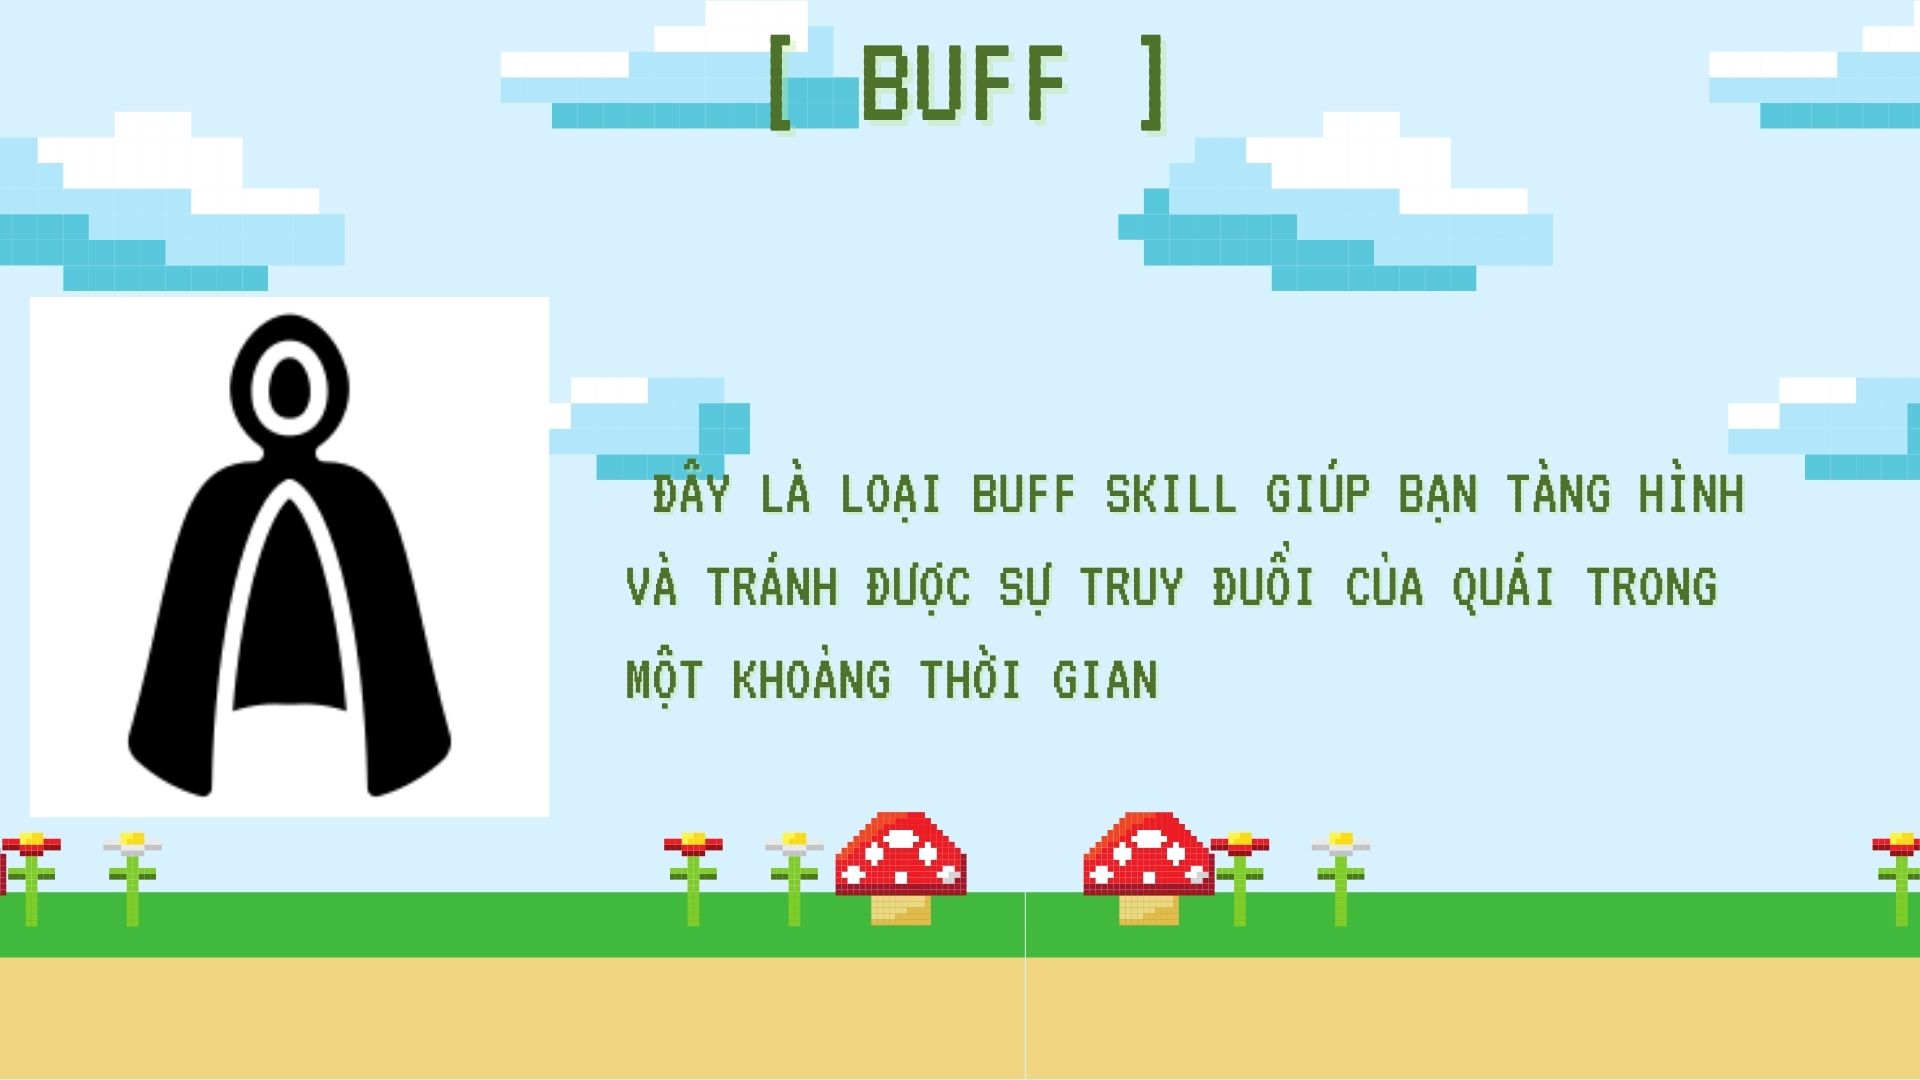 [ BUFF ]
ĐÂY LÀ LOẠI BUFF SKILL GIÚP BẠN TÀNG HÌNH
VÀ TRÁNH ĐƯỢC SỰ TRUY ĐUỔI CỦA QUÁI TRONG
MỘT KHOẢNG THỜI GIAN